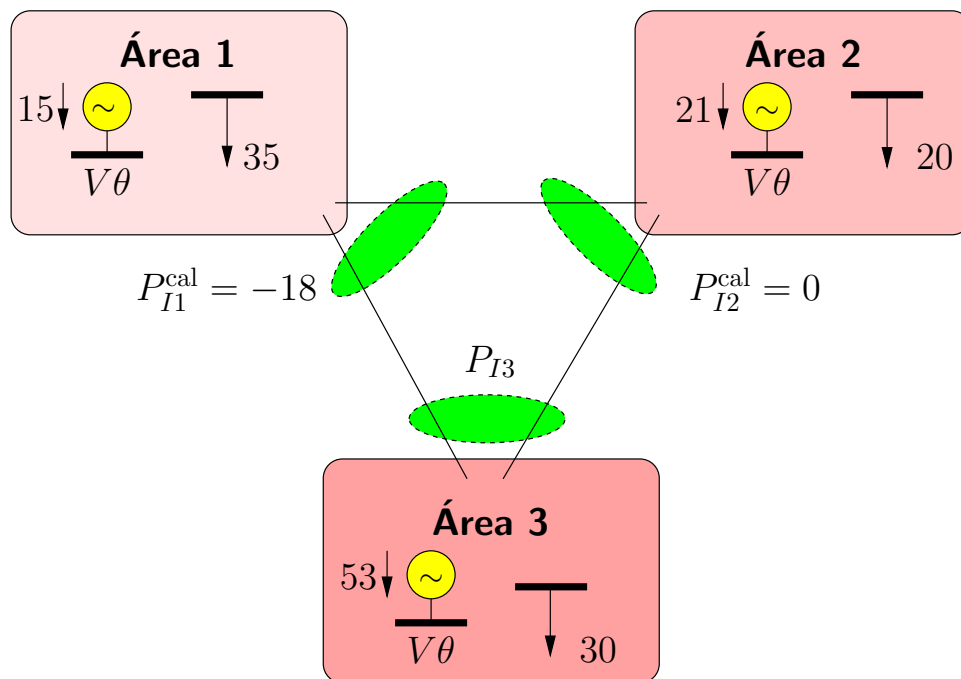 Área 1
15
~
35
Vθ
Área 2
21
~
20
Vθ
P_{I1}^{cal} = −18
P_{I2}^{cal} = 0
P_{I3}
Área 3
53
~
30
Vθ